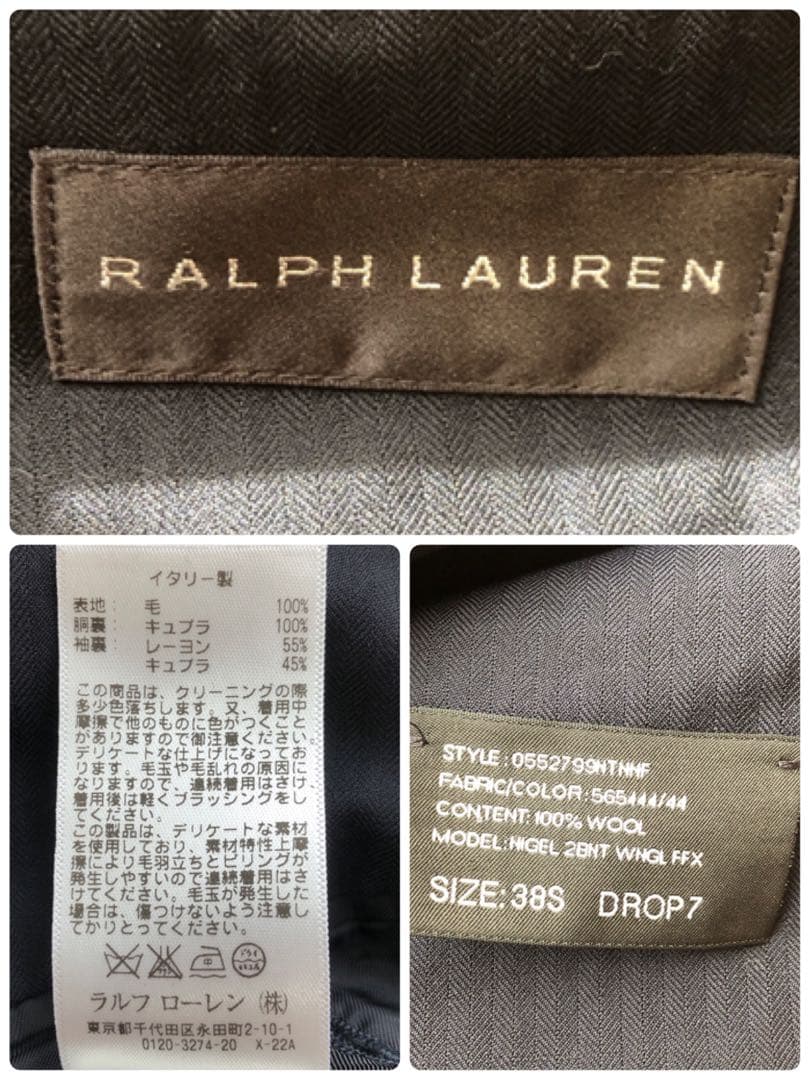 RALPH LAUREN
イタリー製
表地： 毛 100%
胴裏： キュプラ 100%
袖裏： レーヨン 55%
キュプラ 45%
この商品は、クリーニングの際
多少色落ちします。又、着用中
摩擦で他のものに色がつくこと
がありますので御注意ください。
デリケートな仕上げになってお
ります。毛玉や毛乱れの原因に
なりますので、連続着用はさけ、
着用後は軽くブラッシングをし
てください。
この製品は、デリケートな素材
を使用しており、素材特性上摩
擦により毛羽立ちとピリングが
発生しやすいので連続着用はさ
けてください。毛玉が発生した
場合は、傷つけないよう注意し
てかりとってください。
中 ドライ
ラルフ ローレン (株)
東京都千代田区永田町2-10-1
0120-3274-20 X-22A
STYLE: 0552799NTNNF
FABRIC/COLOR: 565444/44
CONTENT: 100% WOOL
MODEL: NIGEL 2BNT WNGL FFX
SIZE: 38S DROP7